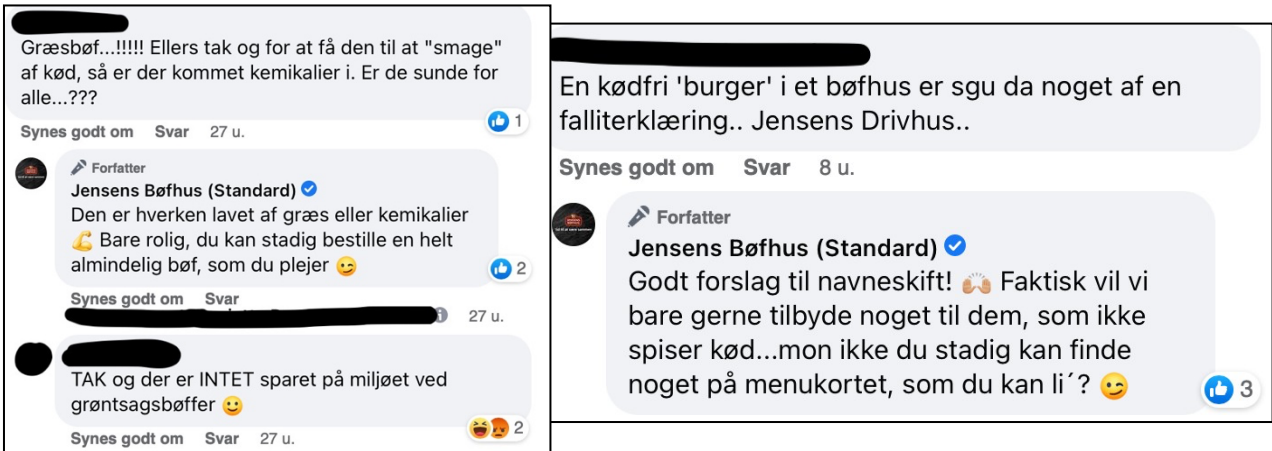 Græsbøf...!!!!! Ellers tak og for at få den til at "smage"
af kød, så er der kommet kemikalier i. Er de sunde for
alle...???
1
Synes godt om Svar 27 u.
Forfatter
Jensens Bøfhus (Standard)
Den er hverken lavet af græs eller kemikalier
💪 Bare rolig, du kan stadig bestille en helt
almindelig bøf, som du plejer 😉
2
Synes godt om Svar
27 u.
TAK og der er INTET sparet på miljøet ved
grøntsagsbøffer 🙂
2
Synes godt om Svar 27 u.
En kødfri 'burger' i et bøfhus er sgu da noget af en
falliterklæring.. Jensens Drivhus..
Synes godt om Svar 8 u.
Forfatter
Jensens Bøfhus (Standard)
Godt forslag til navneskift! 🙌🏼 Faktisk vil vi
bare gerne tilbyde noget til dem, som ikke
spiser kød...mon ikke du stadig kan finde
noget på menukortet, som du kan li´? 😉
3